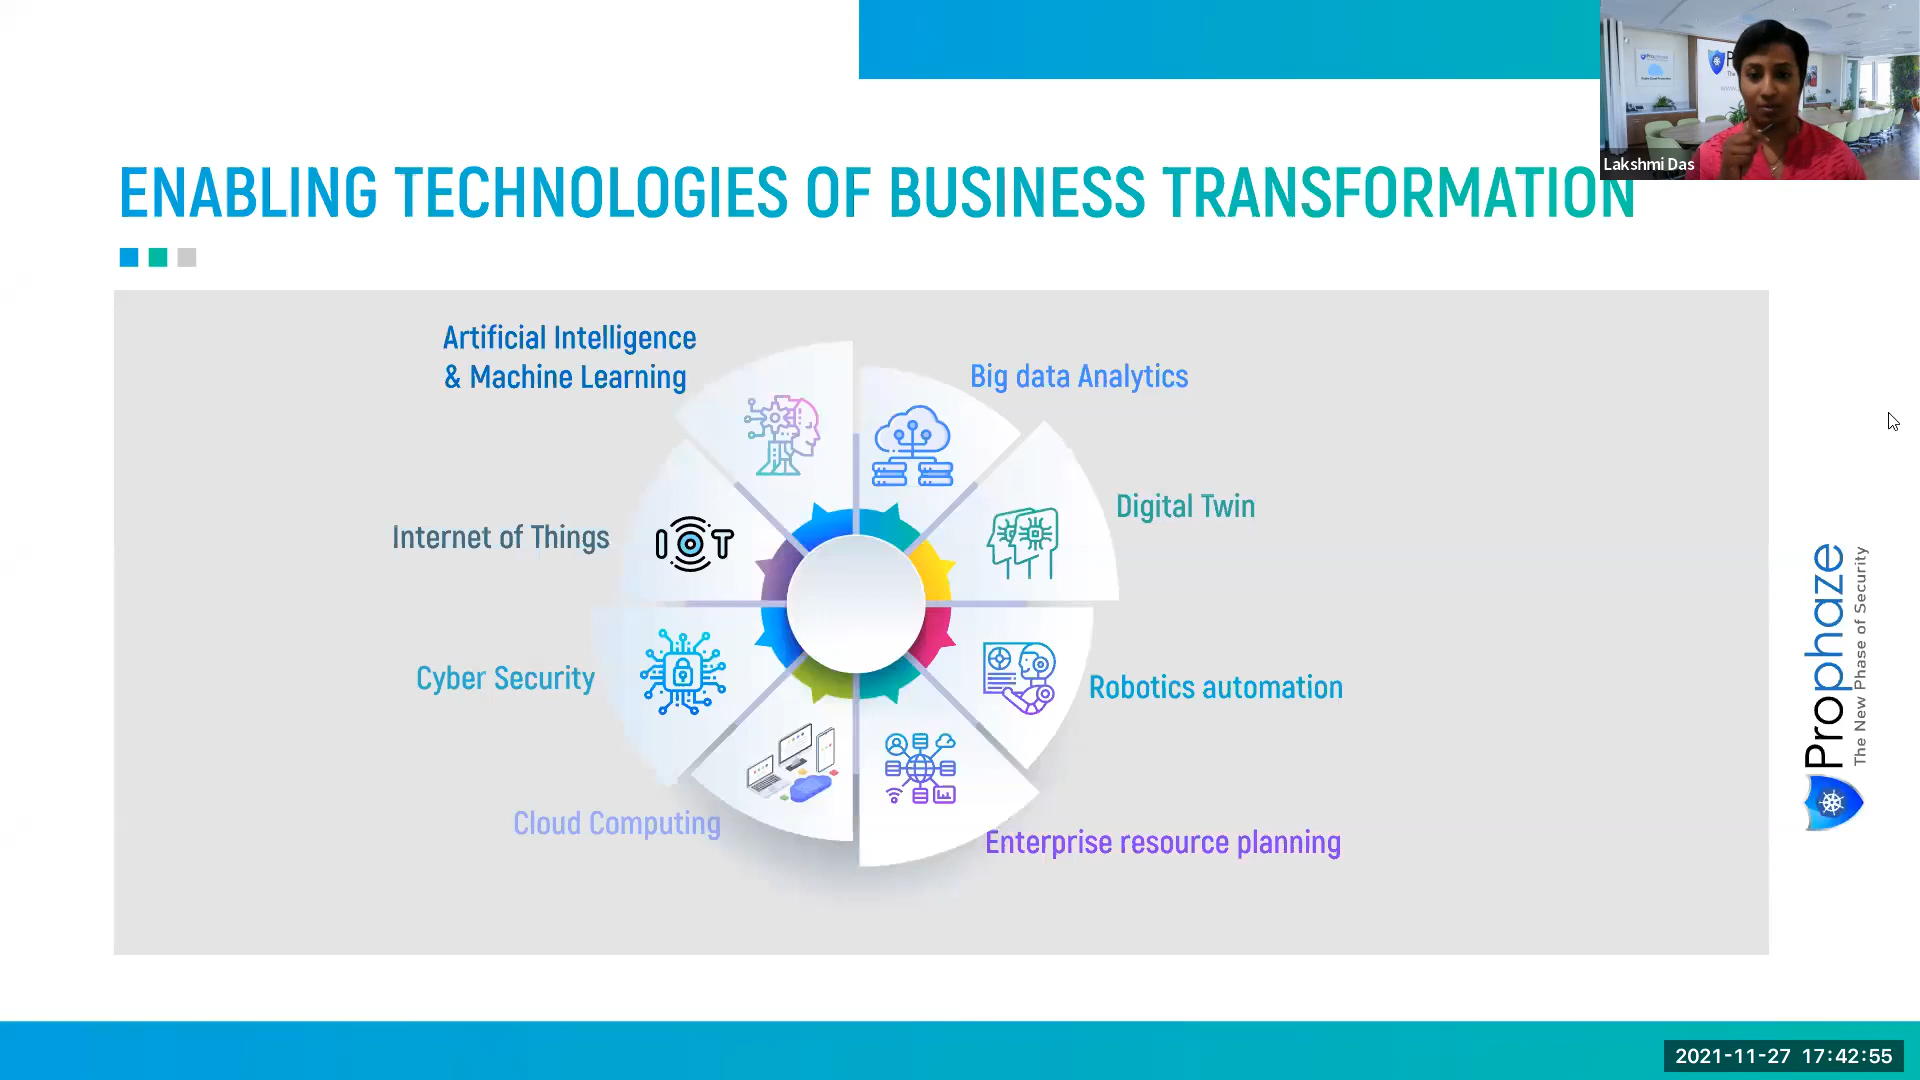 Lakshmi Das
ENABLING TECHNOLOGIES OF BUSINESS TRANSFORMATION
Artificial Intelligence
& Machine Learning
Big data Analytics
Digital Twin
Internet of Things
IOT
Cyber Security
Robotics automation
Cloud Computing
Enterprise resource planning
Prophaze
The New Phase of Security
2021-11-27 17:42:55